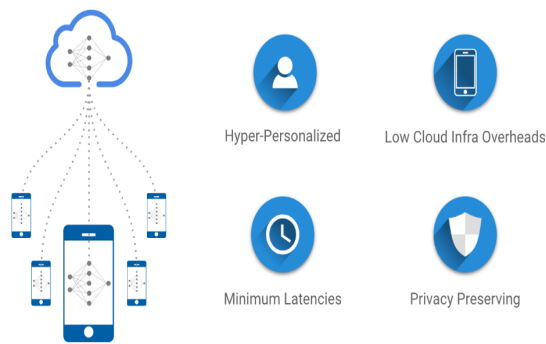 Hyper-Personalized
Low Cloud Infra Overheads
Minimum Latencies
Privacy Preserving